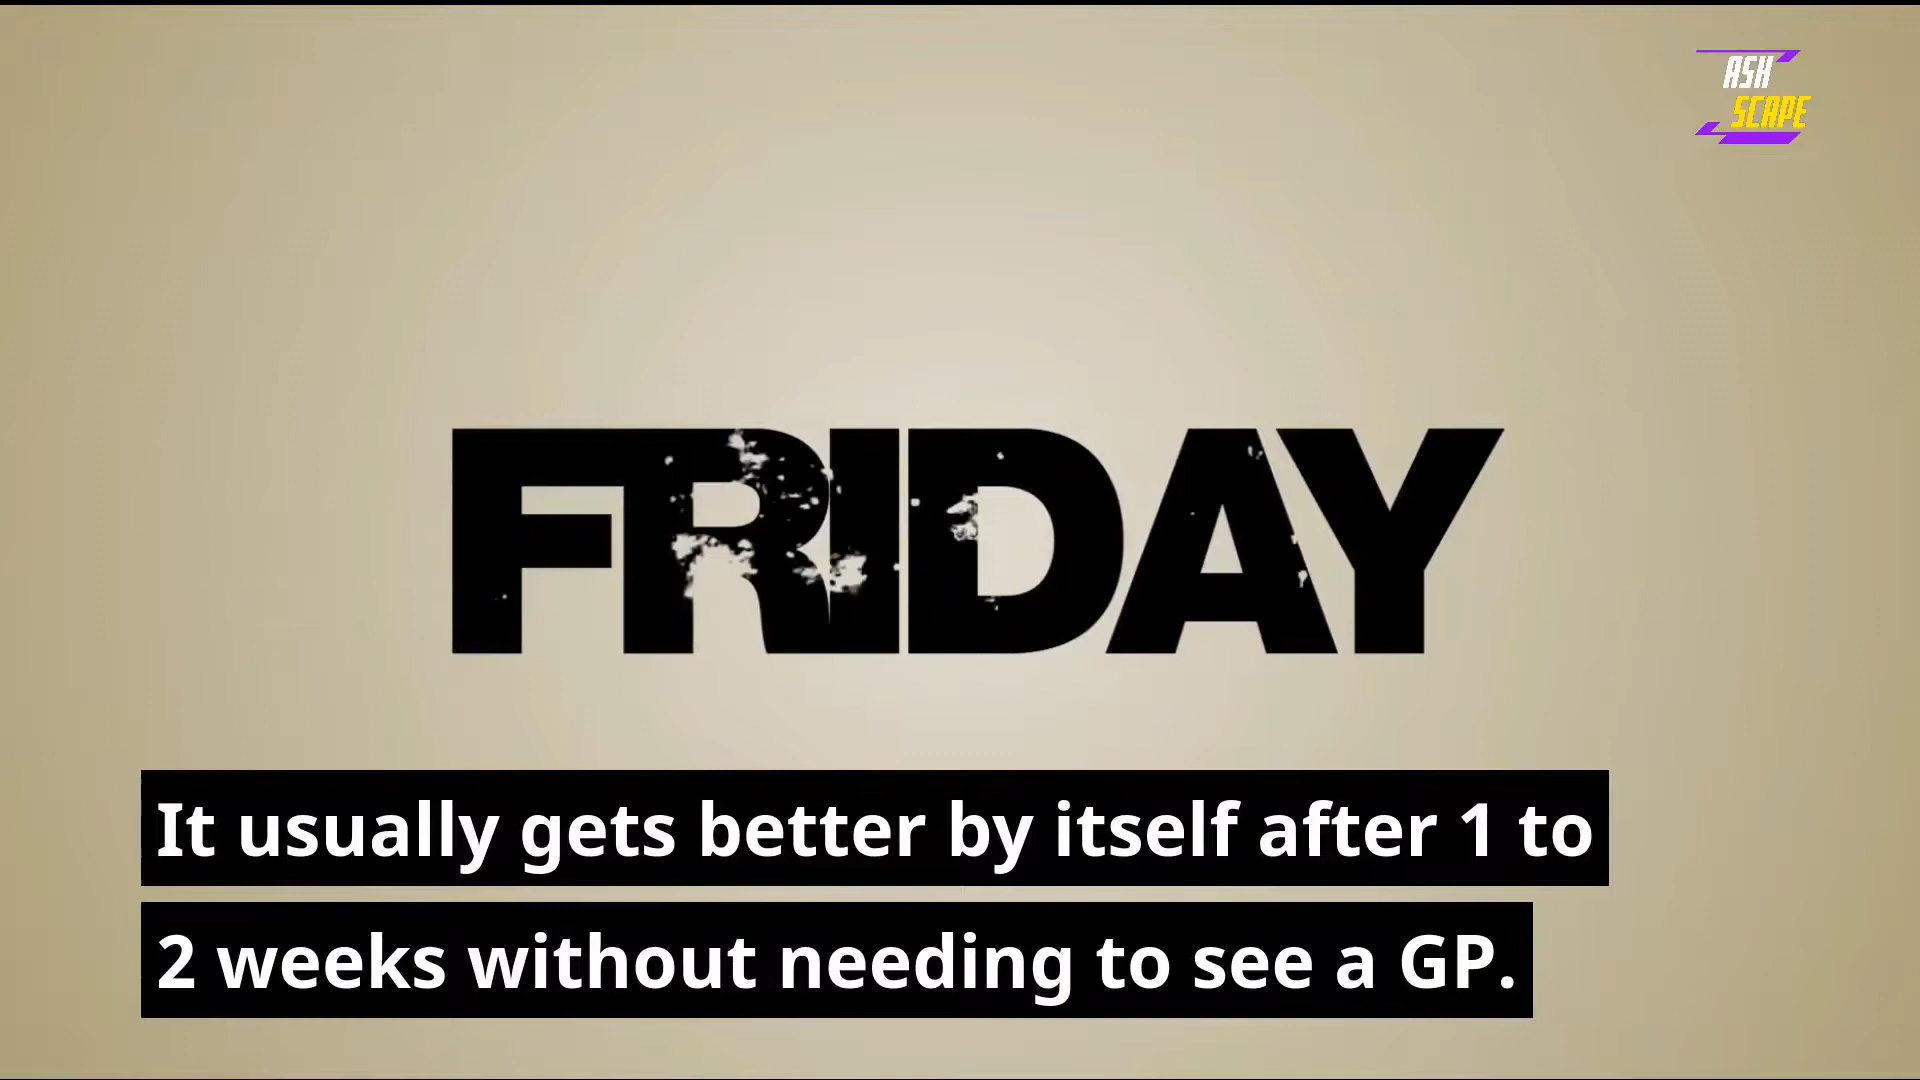 ASH
SCAPE
FRIDAY
It usually gets better by itself after 1 to
2 weeks without needing to see a GP.